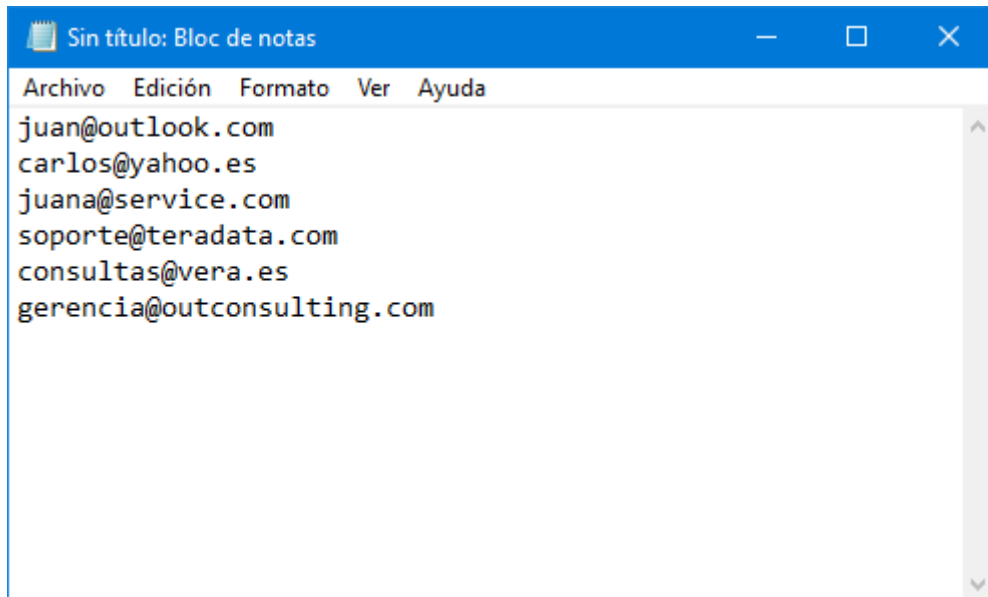 Sin título: Bloc de notas
Archivo Edición Formato Ver Ayuda
juan@outlook.com
carlos@yahoo.es
juana@service.com
soporte@teradata.com
consultas@vera.es
gerencia@outconsulting.com